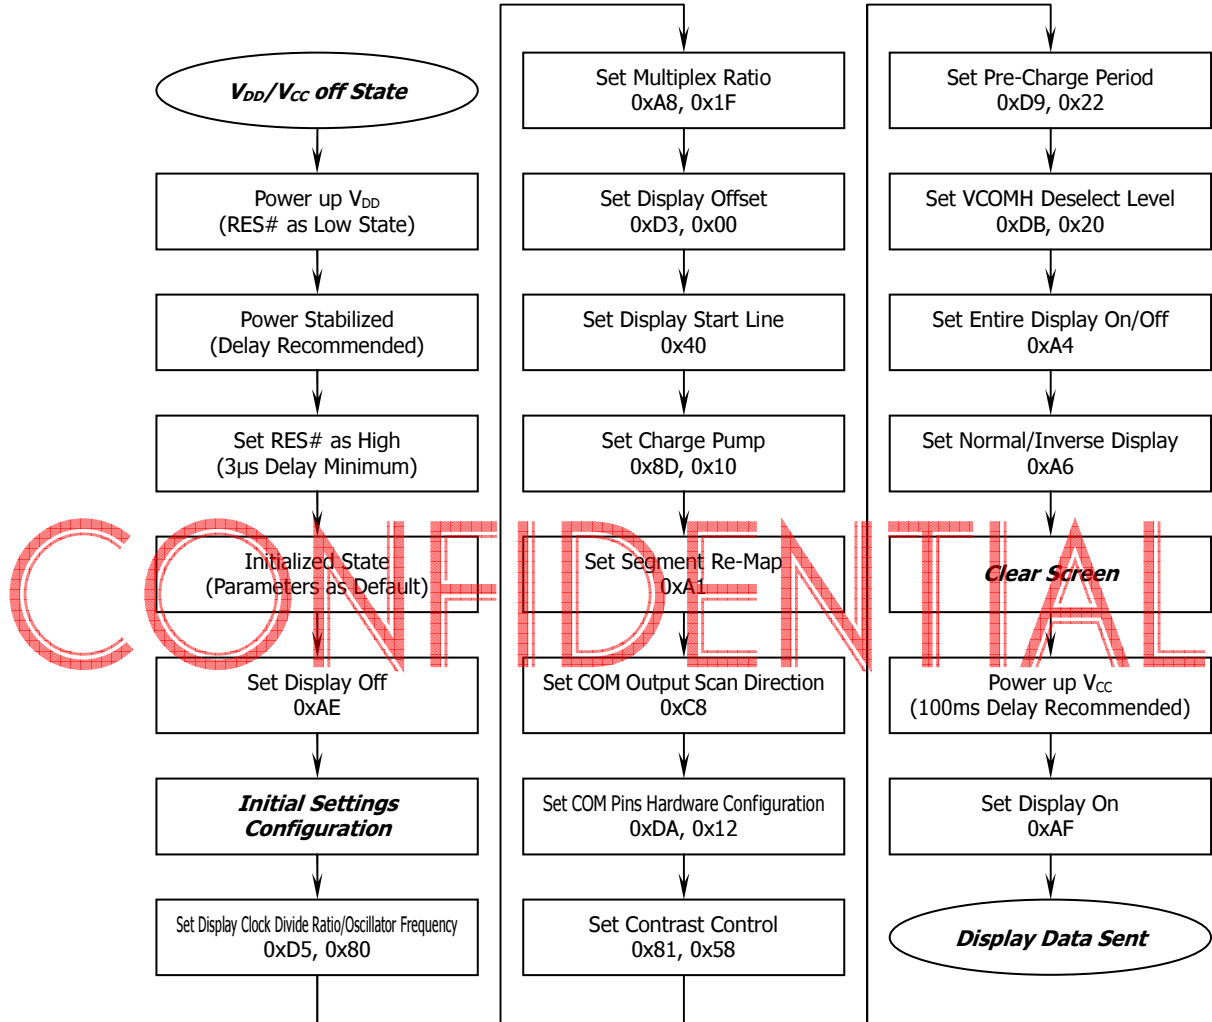 V_DD/V_CC off State
Power up V_DD
(RES# as Low State)
Power Stabilized
(Delay Recommended)
Set RES# as High
(3μs Delay Minimum)
Initialized State
(Parameters as Default)
Set Display Off
0xAE
Initial Settings
Configuration
Set Display Clock Divide Ratio/Oscillator Frequency
0xD5, 0x80
Set Multiplex Ratio
0xA8, 0x1F
Set Display Offset
0xD3, 0x00
Set Display Start Line
0x40
Set Charge Pump
0x8D, 0x10
Set Segment Re-Map
0xA1
Set COM Output Scan Direction
0xC8
Set COM Pins Hardware Configuration
0xDA, 0x12
Set Contrast Control
0x81, 0x58
Set Pre-Charge Period
0xD9, 0x22
Set VCOMH Deselect Level
0xDB, 0x20
Set Entire Display On/Off
0xA4
Set Normal/Inverse Display
0xA6
Clear Screen
Power up V_CC
(100ms Delay Recommended)
Set Display On
0xAF
Display Data Sent
CONFIDENTIAL